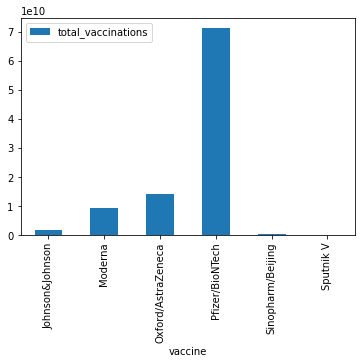 1e10
total_vaccinations
7
6
5
4
3
2
1
0
Johnson&Johnson
Moderna
Oxford/AstraZeneca
Pfizer/BioNTech
Sinopharm/Beijing
Sputnik V
vaccine